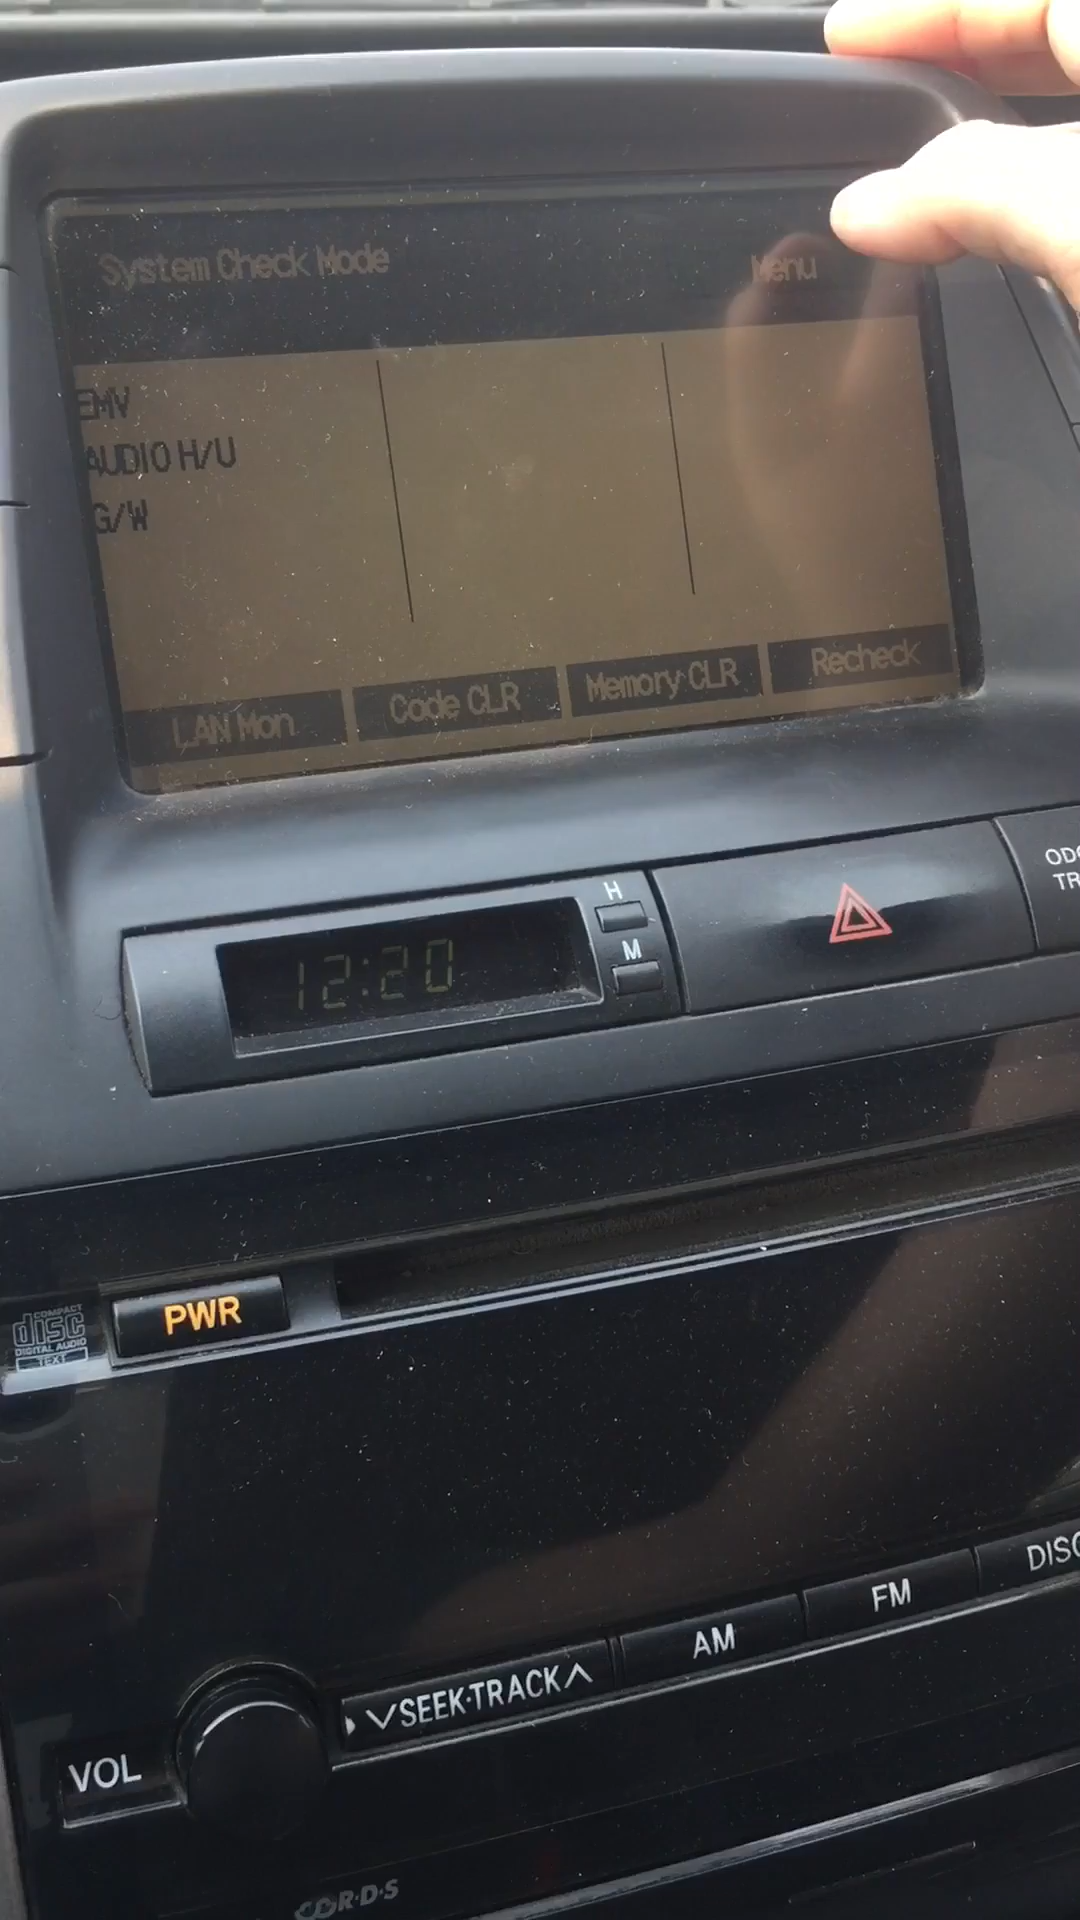 System Check Mode
Menu
EMV
AUDIO H/U
G/W
LAN Mon
Code CLR
Memory CLR
Recheck
H
M
12:20
COMPACT
disc
DIGITAL AUDIO
TEXT
PWR
DISC
FM
AM
SEEK·TRACK
VOL
R·D·S